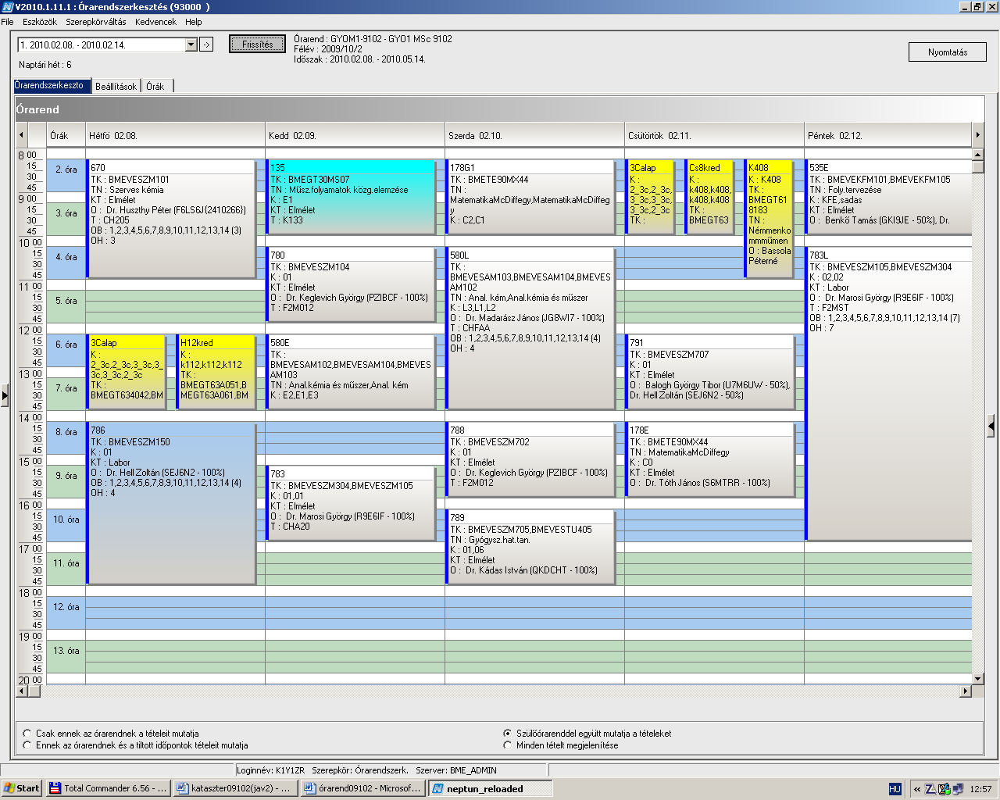 V2010.1.11.1 : Órarendszerkesztés (93000  )
File Eszközök Szerepkörváltás Kedvencek Help
1. 2010.02.08. - 2010.02.14.
->
Frissítés
Órarend : GYOM1-9102 - GYO1 MSc 9102
Félév : 2009/10/2
Időszak : 2010.02.08. - 2010.05.14.
Nyomtatás
Naptári hét : 6
Órarendszerkeszto Beállítások Órák
Órarend
Órák Hétfő 02.08. Kedd 02.09. Szerda 02.10. Csütörtök 02.11. Péntek 02.12.
8 00
15
30
45
9 00
15
30
45
10 00
15
30
45
11 00
15
30
45
12 00
15
30
45
13 00
15
30
45
14 00
15
30
45
15 00
15
30
45
16 00
15
30
45
17 00
15
30
45
18 00
15
30
45
19 00
15
30
45
20 00
2. óra
3. óra
4. óra
5. óra
6. óra
7. óra
8. óra
9. óra
10. óra
11. óra
12. óra
13. óra
670
TK : BMEVESZM101
TN : Szerves kémia
KT : Elmélet
O : Dr. Huszthy Péter (F6LS6J{2410266})
T : CH205
OB : 1,2,3,4,5,6,7,8,9,10,11,12,13,14 (3)
OH : 3
3Calap
K :
2_3c,2_3c,3_3c,3_
3c,3_3c,2_3c
TK :
BMEGT634042,BM
H12kred
K :
k112,k112,k112
TK :
BMEGT63A051,B
MEGT63A061,BM
786
TK : BMEVESZM150
K : 01
KT : Labor
O : Dr. Hell Zoltán (SEJ6N2 - 100%)
OB : 1,2,3,4,5,6,7,8,9,10,11,12,13,14 (4)
OH : 4
135
TK : BMEGT30MS07
TN : Műsz.folyamatok közg.elemzése
K : E1
KT : Elmélet
T : K133
780
TK : BMEVESZM104
K : 01
KT : Elmélet
O : Dr. Keglevich György (PZIBCF - 100%)
T : F2M012
580E
TK :
BMEVESAM102,BMEVESAM104,BMEVES
AM103
TN : Anal.kémia és műszer,Anal. kém
K : E2,E1,E3
783
TK : BMEVESZM304,BMEVESZM105
K : 01,01
KT : Elmélet
O : Dr. Marosi György (R9E6IF - 100%)
T : CHA20
178G1
TK : BMETE90MX44
TN :
MatematikaMcDiffegy,MatematikaMcDiffeg
y
K : C2,C1
580L
TK :
BMEVESAM103,BMEVESAM104,BMEVES
AM102
TN : Anal. kém,Anal.kémia és műszer
K : L3,L1,L2
O : Dr. Madarász János (JG8WI7 - 100%)
T : CHFAA
OB : 1,2,3,4,5,6,7,8,9,10,11,12,13,14 (4)
OH : 4
788
TK : BMEVESZM702
K : 01
KT : Elmélet
O : Dr. Keglevich György (PZIBCF - 100%)
T : F2M012
789
TK : BMEVESZM705,BMEVESTU405
TN : Gyógysz.hat.tan.
K : 01,06
KT : Elmélet
O : Dr. Kádas István (QKDCHT - 100%)
3Calap
K :
2_3c,2_3c,
3_3c,3_3c,
3_3c,2_3c
TK :
Cs8kred
K :
k408,k408,
k408,k408
TK :
BMEGT63
K408
K : K408
TK :
BMEGT61
8183
TN :
Némmenko
mmműmen
O : Bassola
Péterné
791
TK : BMEVESZM707
K : 01
KT : Elmélet
O : Balogh György Tibor (U7M6UW - 50%),
Dr. Hell Zoltán (SEJ6N2 - 50%)
178E
TK : BMETE90MX44
TN : MatematikaMcDiffegy
K : C0
KT : Elmélet
O : Dr. Tóth János (S6MTRR - 100%)
535E
TK : BMEVEKFM101,BMEVEKFM105
TN : Foly.tervezése
K : KFE,sadas
KT : Elmélet
O : Benkő Tamás (GKI9JE - 50%), Dr.
783L
TK : BMEVESZM105,BMEVESZM304
K : 02,02
KT : Labor
O : Dr. Marosi György (R9E6IF - 100%)
T : F2MST
OB : 1,2,3,4,5,6,7,8,9,10,11,12,13,14 (7)
OH : 7
Csak ennek az órarendnek a tételeit mutatja
Ennek az órarendnek és a tiltott időpontok tételeit mutatja
Szülőórarenddel együtt mutatja a tételeket
Minden tételt megjelenítése
Loginnév: K1Y1ZR Szerepkör: Órarendszerk. Szerver: BME_ADMIN
Start Total Commander 6.56 - ... kataszter09102(jav2) - ... órarend09102 - Microsof... neptun_reloaded HU « 12:57